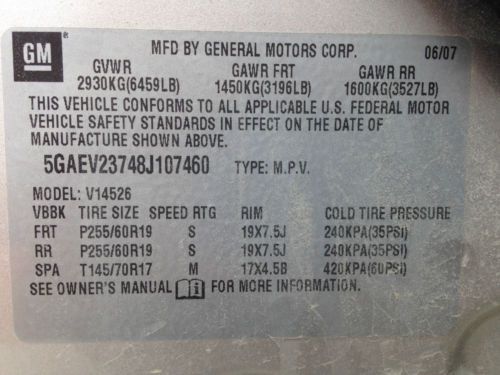 GM
MFD BY GENERAL MOTORS CORP. 06/07
GVWR GAWR FRT GAWR RR
2930KG(6459LB) 1450KG(3196LB) 1600KG(3527LB)
THIS VEHICLE CONFORMS TO ALL APPLICABLE U.S. FEDERAL MOTOR
VEHICLE SAFETY STANDARDS IN EFFECT ON THE DATE OF
MANUFACTURE SHOWN ABOVE.
5GAEV23748J107460 TYPE: M.P.V.
MODEL: V14526
VBBK TIRE SIZE SPEED RTG RIM COLD TIRE PRESSURE
FRT P255/60R19 S 19X7.5J 240KPA(35PSI)
RR P255/60R19 S 19X7.5J 240KPA(35PSI)
SPA T145/70R17 M 17X4.5B 420KPA(60PSI)
SEE OWNER'S MANUAL FOR MORE INFORMATION.